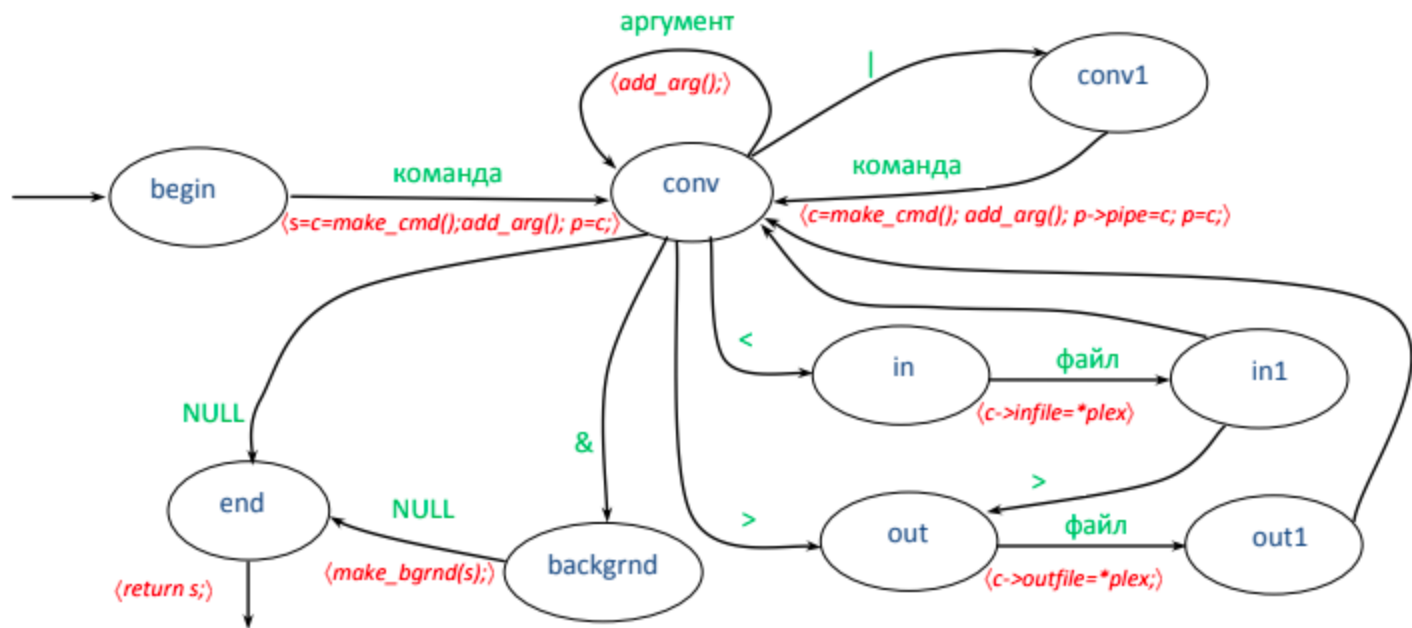 аргумент
|
⟨add_arg();⟩
conv1
команда
conv
команда
begin
⟨s=c=make_cmd();add_arg(); p=c;⟩
⟨c=make_cmd(); add_arg(); p->pipe=c; p=c;⟩
<
in
файл
in1
⟨c->infile=*plex⟩
NULL
&
>
end
NULL
>
out
файл
out1
backgrnd
⟨make_bgrnd(s);⟩
⟨c->outfile=*plex;⟩
⟨return s;⟩